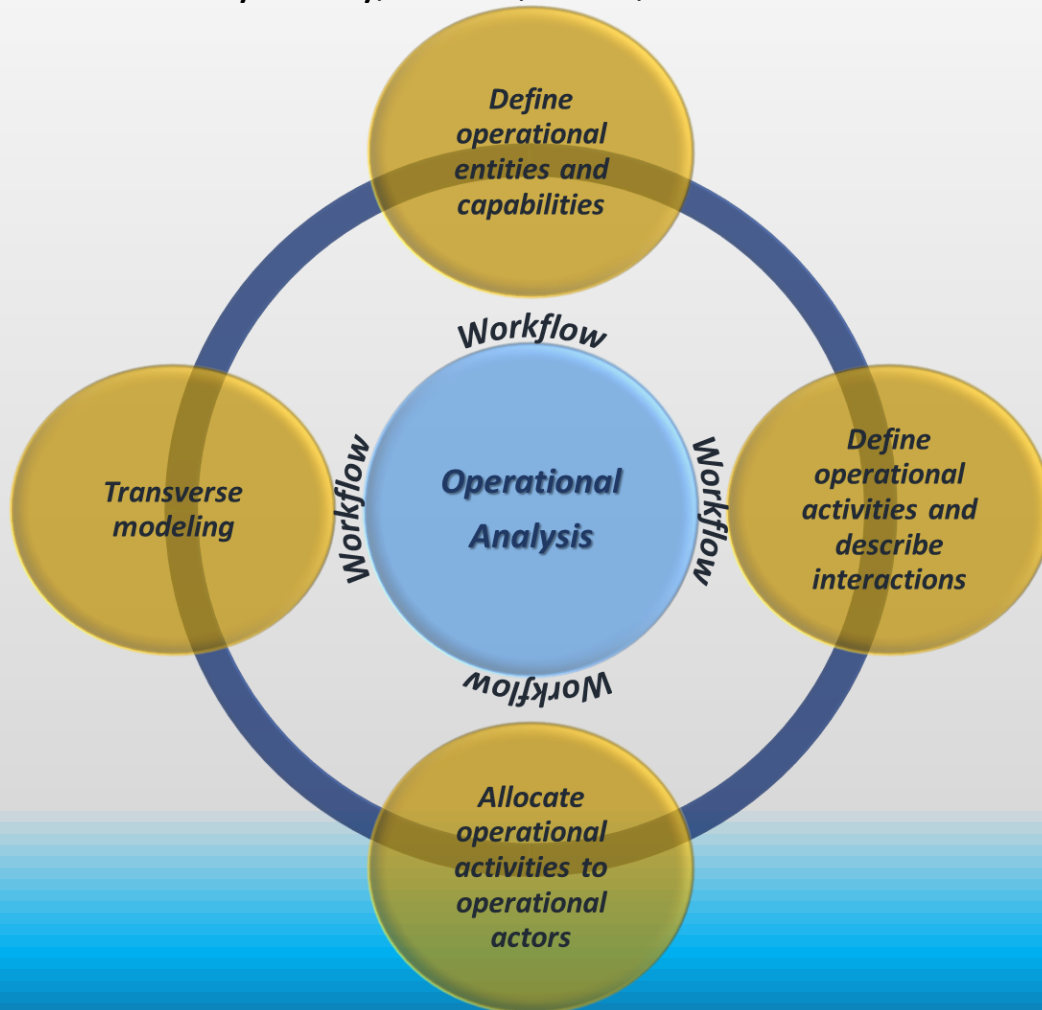 Define
operational
entities and
capabilities
Workflow
Transverse
modeling
Workflow
Operational
Analysis
Workflow
Define
operational
activities and
describe
interactions
Workflow
Allocate
operational
activities to
operational
actors